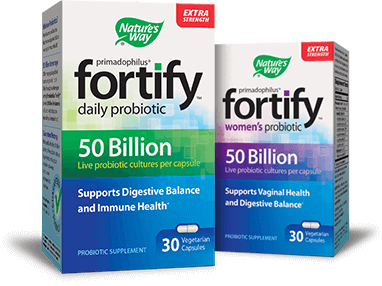 Nature's
Way®
EXTRA
STRENGTH
primadophilus®
fortify™
daily probiotic
50 Billion
Live probiotic cultures per capsule
Supports Digestive Balance
and Immune Health*
PROBIOTIC SUPPLEMENT
30 Vegetarian
Capsules
Nature's
Way®
EXTRA
STRENGTH
primadophilus®
fortify™
women's probiotic
50 Billion
Live probiotic cultures per capsule
Supports Vaginal Health
and Digestive Balance*
PROBIOTIC SUPPLEMENT
30 Vegetarian
Capsules